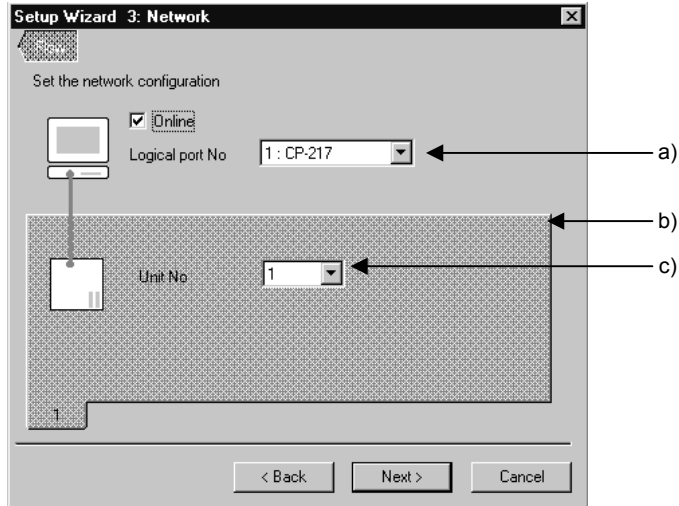 Setup Wizard 3: Network
Set the network configuration
Online
Logical port No 1 : CP-217 a)
b)
Unit No 1 c)
1
< Back Next > Cancel